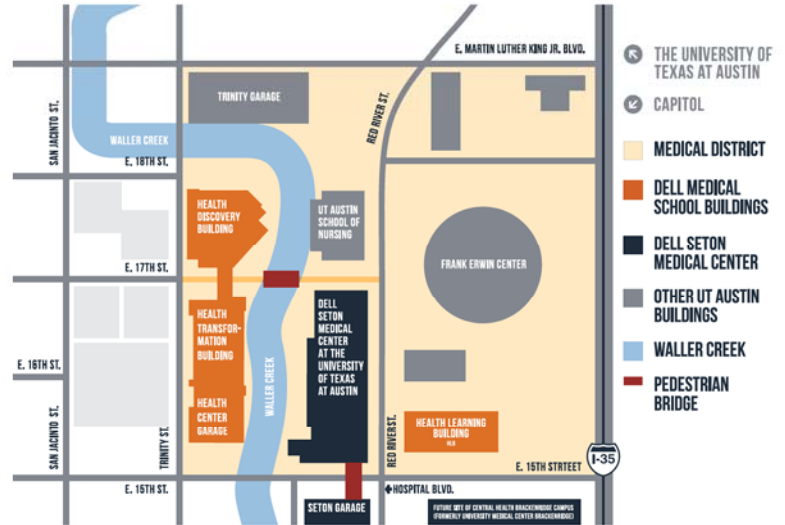 E. MARTIN LUTHER KING JR. BLVD.
TRINITY GARAGE
RED RIVER ST.
SAN JACINTO ST.
WALLER CREEK
E. 18TH ST.
HEALTH
DISCOVERY
BUILDING
UT AUSTIN
SCHOOL OF
NURSING
FRANK ERWIN CENTER
E. 17TH ST.
HEALTH
TRANSFOR-
MATION
BUILDING
DELL
SETON
MEDICAL
CENTER
AT THE
UNIVERSITY
OF TEXAS
AT AUSTIN
WALLER CREEK
E. 16TH ST.
HEALTH
CENTER
GARAGE
SAN JACINTO ST.
TRINITY ST.
RED RIVER ST.
HEALTH LEARNING
BUILDING
HLB
E. 15TH STRTEET
I-35
E. 15TH ST.
HOSPITAL BLVD.
SETON GARAGE
FUTURE SITE OF CENTRAL HEALTH BRACKENRIDGE CAMPUS
(FORMERLY UNIVERSITY MEDICAL CENTER BRACKENRIDGE)
THE UNIVERSITY OF
TEXAS AT AUSTIN
CAPITOL
MEDICAL DISTRICT
DELL MEDICAL
SCHOOL BUILDINGS
DELL SETON
MEDICAL CENTER
OTHER UT AUSTIN
BUILDINGS
WALLER CREEK
PEDESTRIAN
BRIDGE